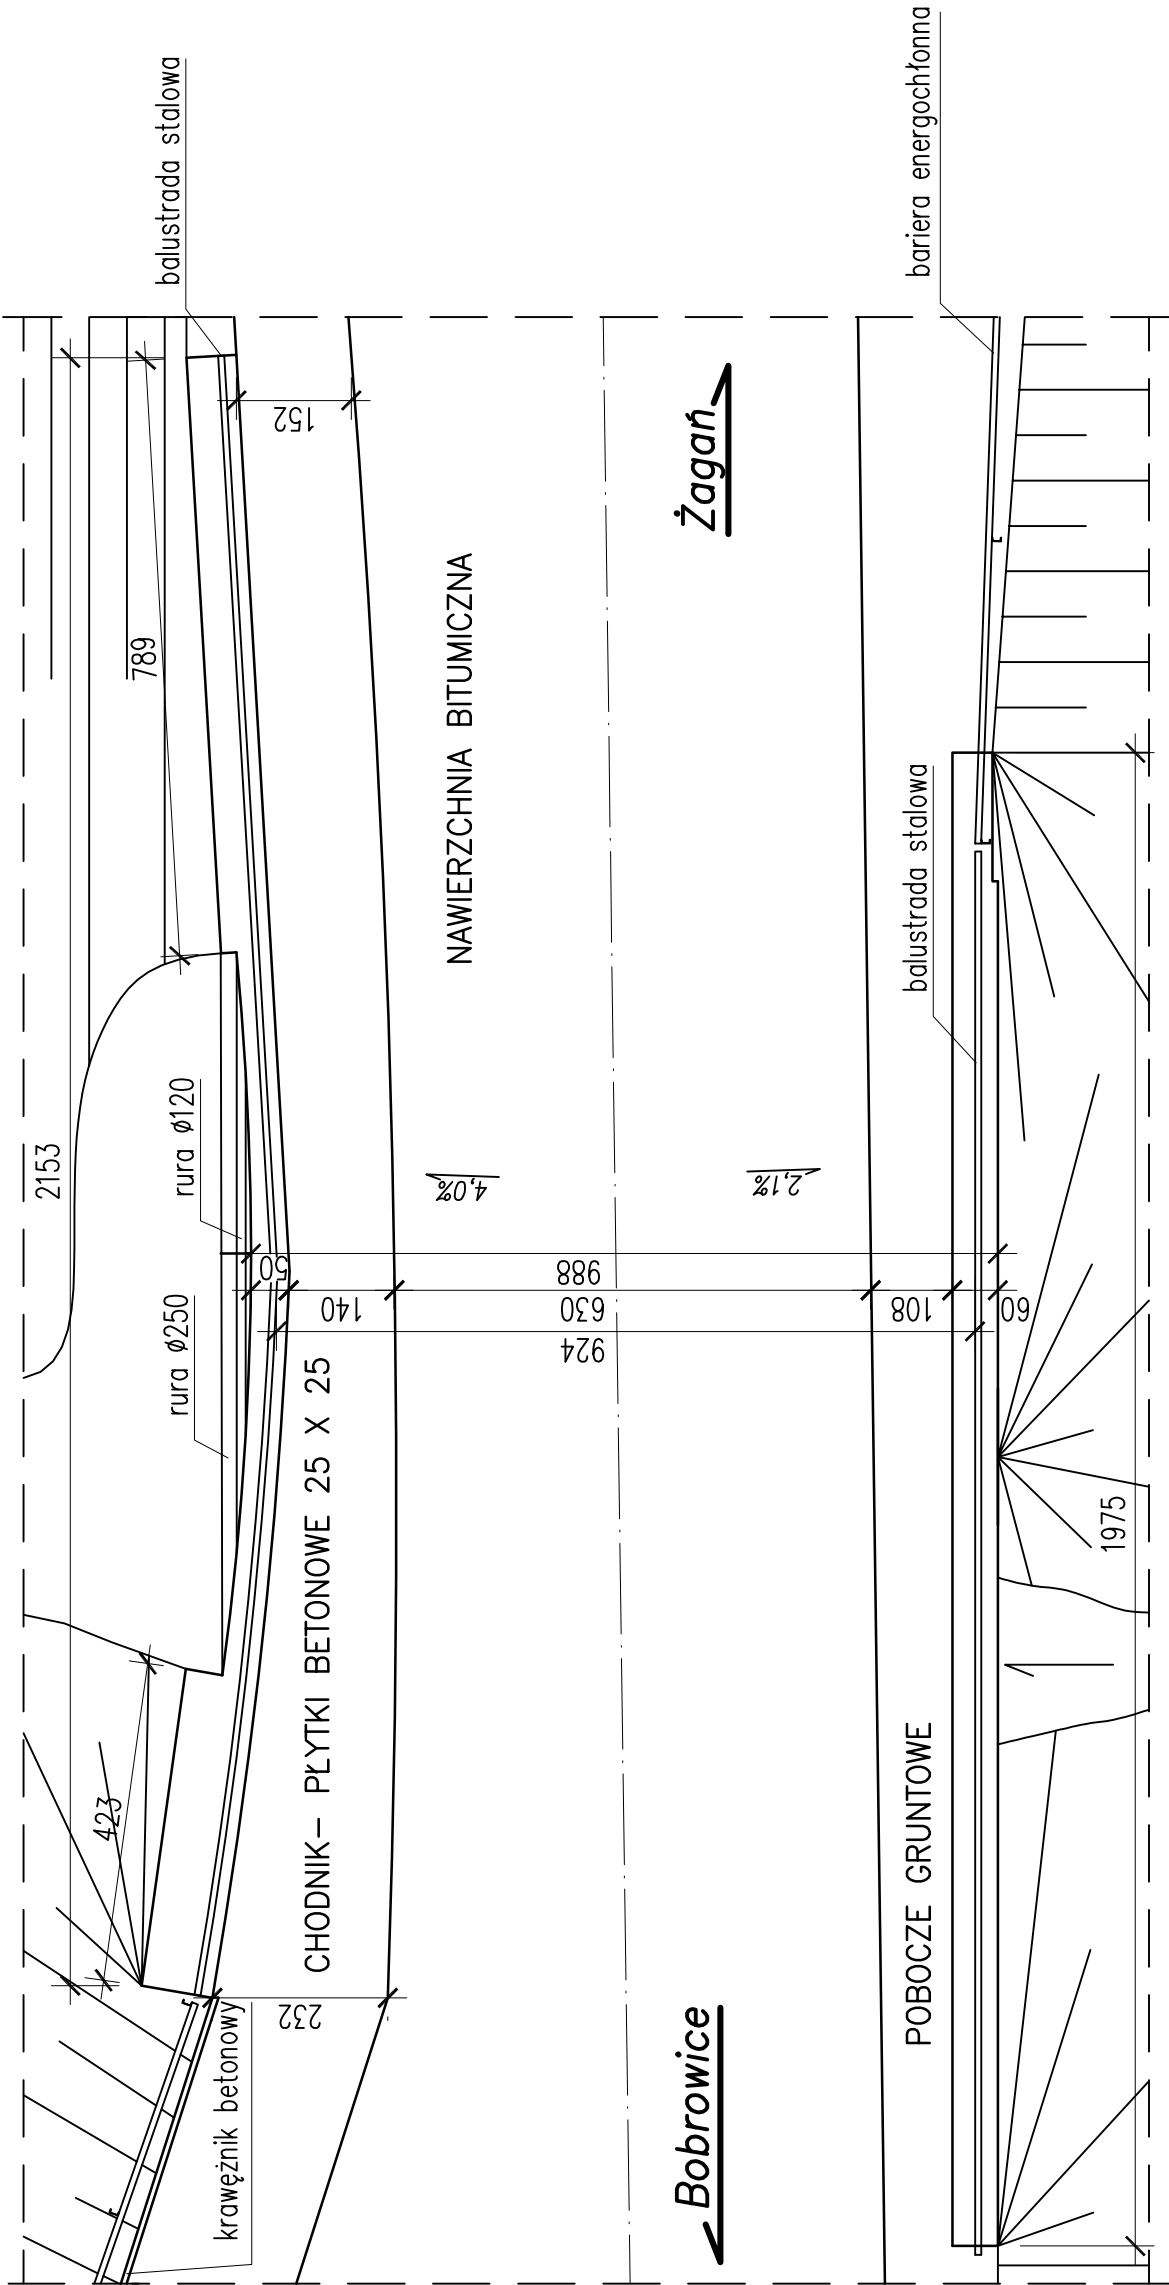 balustrada stalowa
bariera energochłonna
152
Żagań
789
NAWIERZCHNIA BITUMICZNA
balustrada stalowa
2153
rura ø120
4,0%
2,1%
50
988
140
630
108
60
924
rura ø250
CHODNIK– PŁYTKI BETONOWE 25 X 25
1975
423
POBOCZE GRUNTOWE
232
krawężnik betonowy
Bobrowice